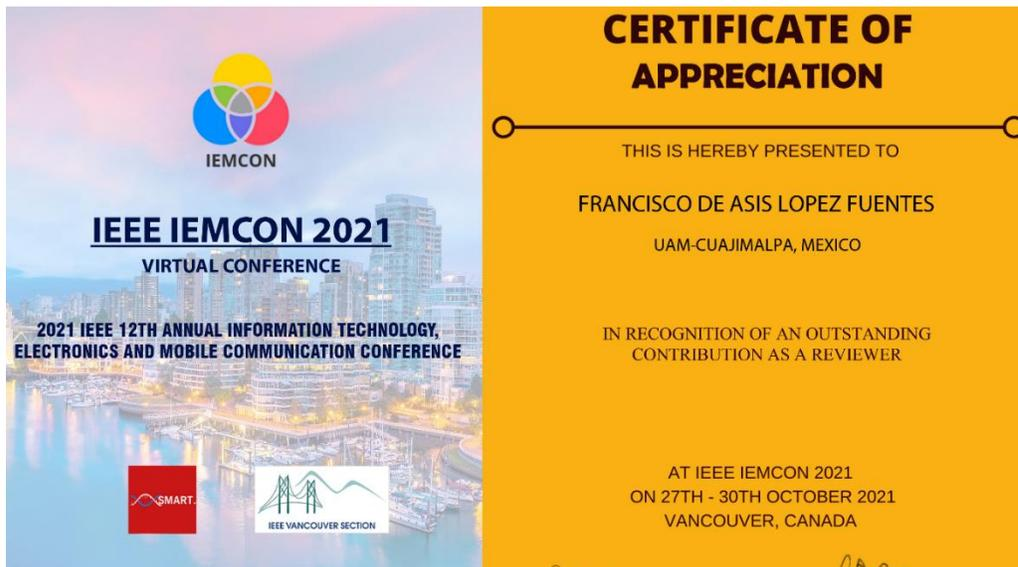 IEMCON
IEEE IEMCON 2021
VIRTUAL CONFERENCE
2021 IEEE 12TH ANNUAL INFORMATION TECHNOLOGY,
ELECTRONICS AND MOBILE COMMUNICATION CONFERENCE
SMART.
IEEE VANCOUVER SECTION
CERTIFICATE OF
APPRECIATION
THIS IS HEREBY PRESENTED TO
FRANCISCO DE ASIS LOPEZ FUENTES
UAM-CUAJIMALPA, MEXICO
IN RECOGNITION OF AN OUTSTANDING
CONTRIBUTION AS A REVIEWER
AT IEEE IEMCON 2021
ON 27TH - 30TH OCTOBER 2021
VANCOUVER, CANADA